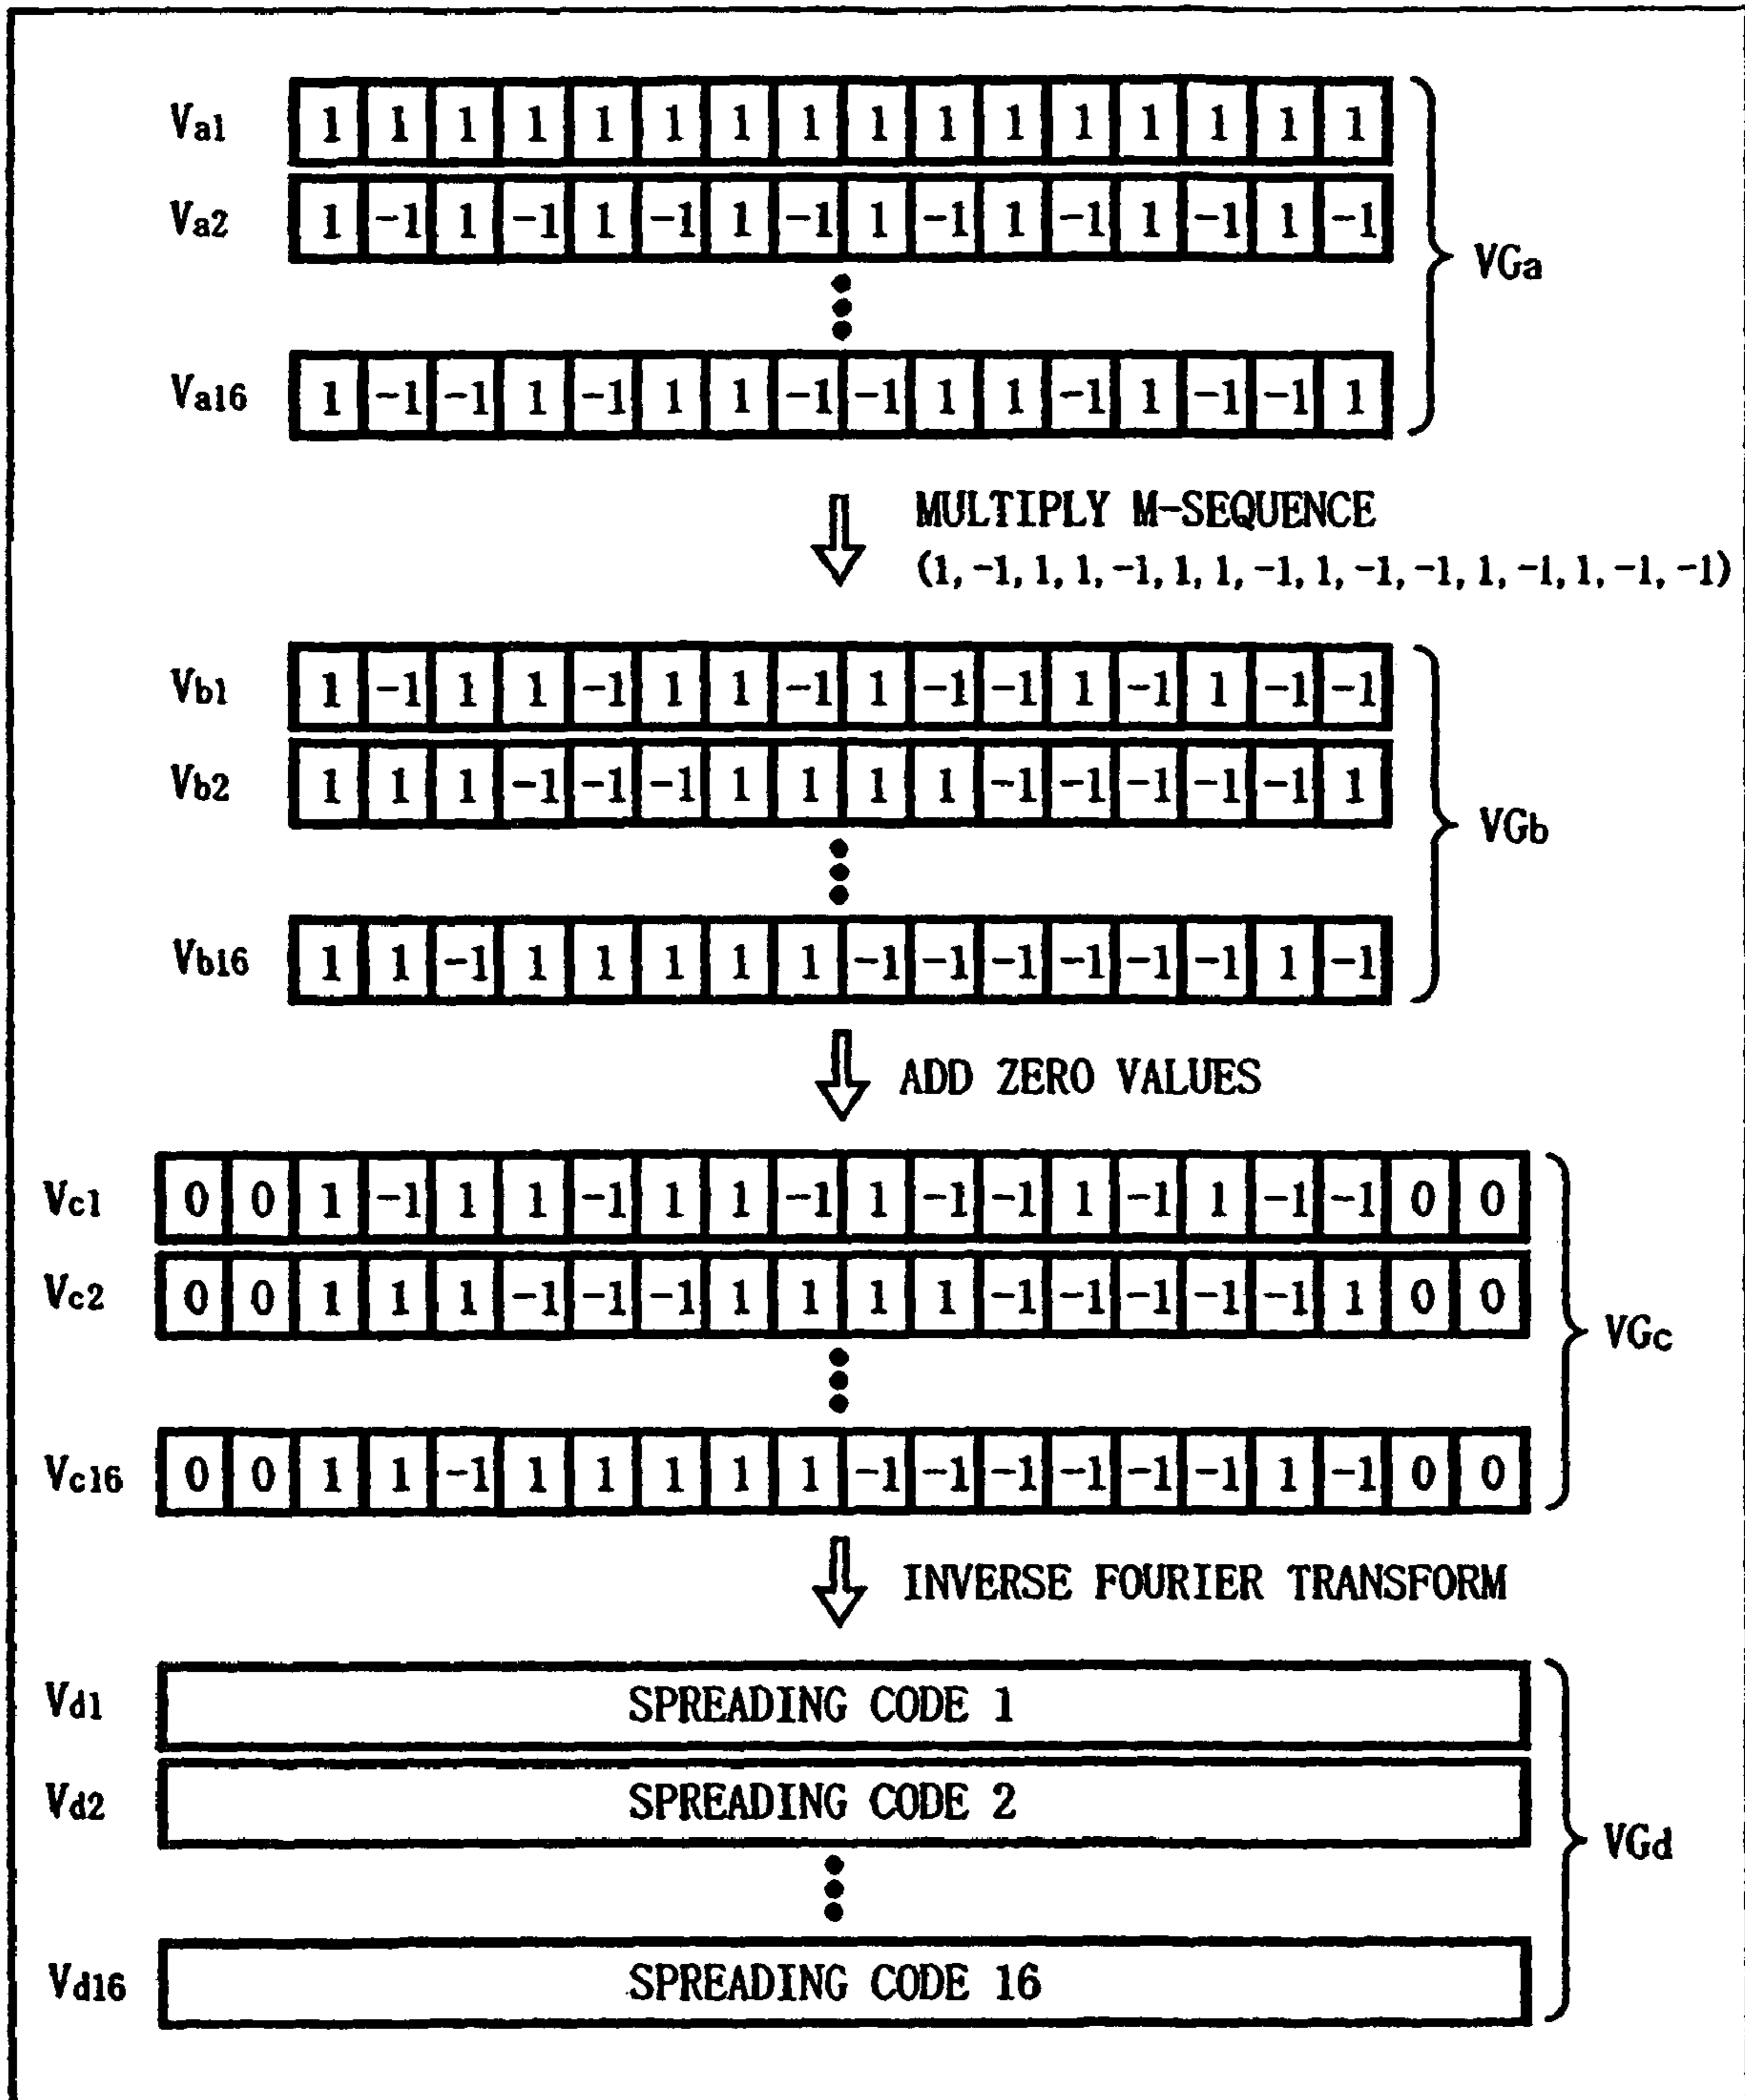 Va1 1 1 1 1 1 1 1 1 1 1 1 1 1 1 1 1
Va2 1 -1 1 -1 1 -1 1 -1 1 -1 1 -1 1 -1 1 -1
VGa
Va16 1 -1 -1 1 -1 1 1 -1 -1 1 1 -1 1 -1 -1 1
MULTIPLY M-SEQUENCE
(1, -1, 1, 1, -1, 1, 1, -1, 1, -1, -1, 1, -1, 1, -1, -1)
Vb1 1 -1 1 1 -1 1 1 -1 1 -1 -1 1 -1 1 -1 -1
Vb2 1 1 1 -1 -1 -1 1 1 1 1 -1 -1 -1 -1 -1 1
VGb
Vb16 1 1 -1 1 1 1 1 1 -1 -1 -1 -1 -1 -1 1 -1
ADD ZERO VALUES
Vc1 0 0 1 -1 1 1 -1 1 1 -1 1 -1 -1 1 -1 1 -1 -1 0 0
Vc2 0 0 1 1 1 -1 -1 -1 1 1 1 1 -1 -1 -1 -1 -1 1 0 0
VGc
Vc16 0 0 1 1 -1 1 1 1 1 1 -1 -1 -1 -1 -1 -1 1 -1 0 0
INVERSE FOURIER TRANSFORM
Vd1 SPREADING CODE 1
Vd2 SPREADING CODE 2
VGd
Vd16 SPREADING CODE 16